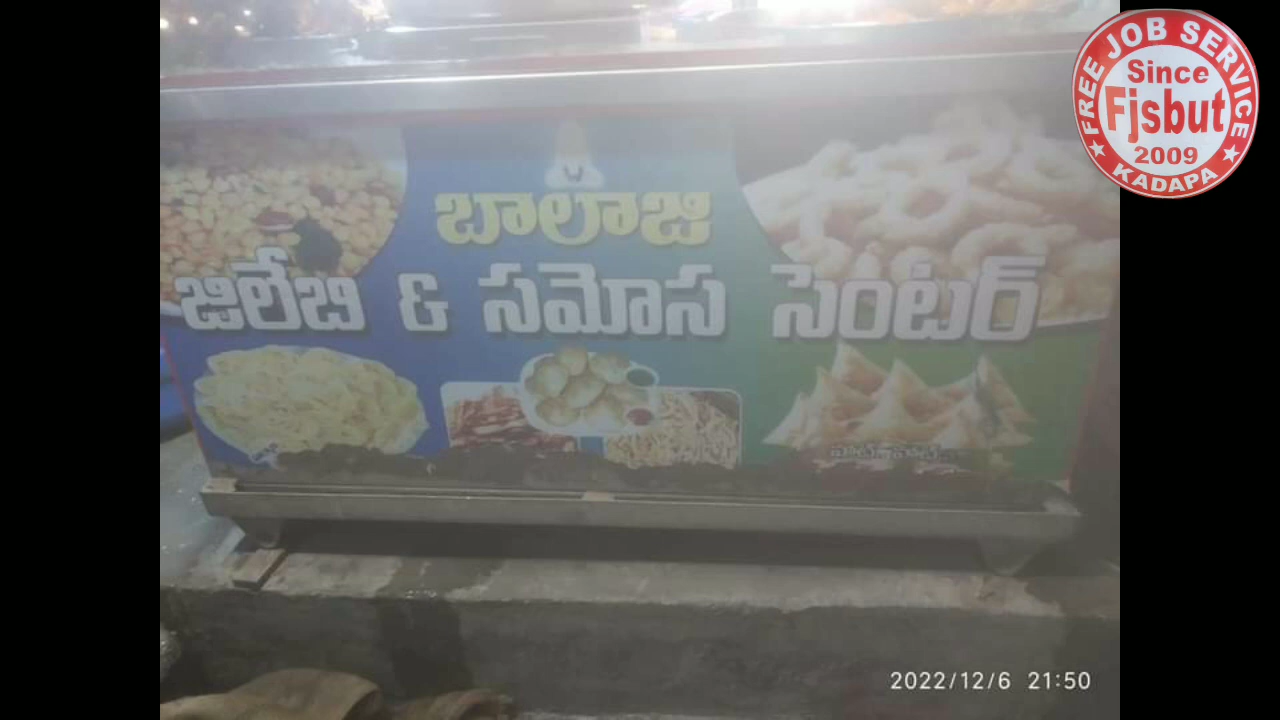 FREE JOB SERVICE
Since
Fjsbut
2009
KADAPA
బాలాజి
జిలేబి & సమోస సెంటర్
2022/12/6 21:50